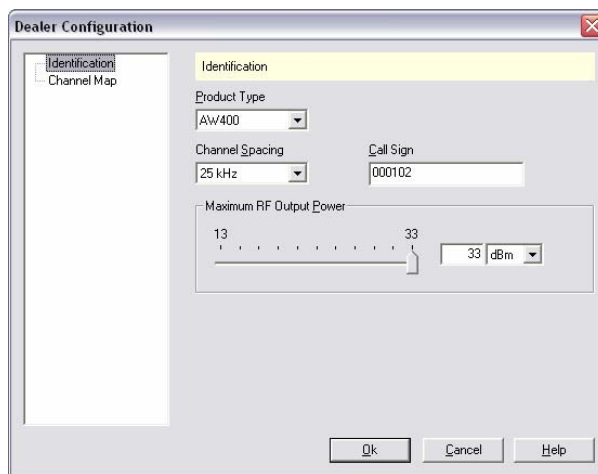 Dealer Configuration
Identification
Channel Map
Identification
Product Type
AW400
Channel Spacing
Call Sign
25 kHz
000102
Maximum RF Output Power
13
33
33
dBm
Ok
Cancel
Help